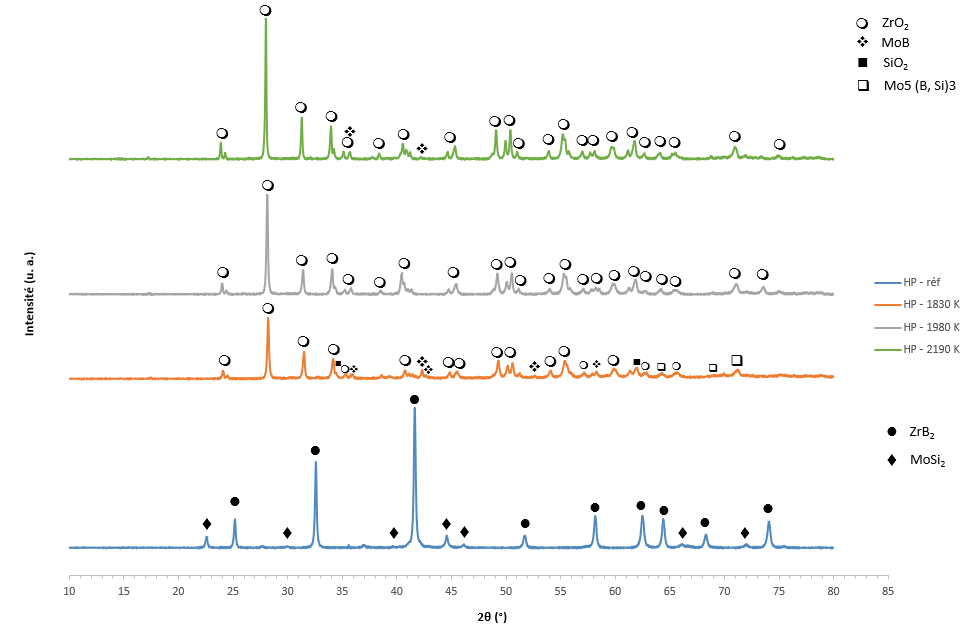 ZrO₂
MoB
SiO₂
Mo5 (B, Si)3
Intensité (u. a.)
HP - réf
HP - 1830 K
HP - 1980 K
HP - 2190 K
ZrB₂
MoSi₂
10 15 20 25 30 35 40 45 50 55 60 65 70 75 80 85
2θ (°)